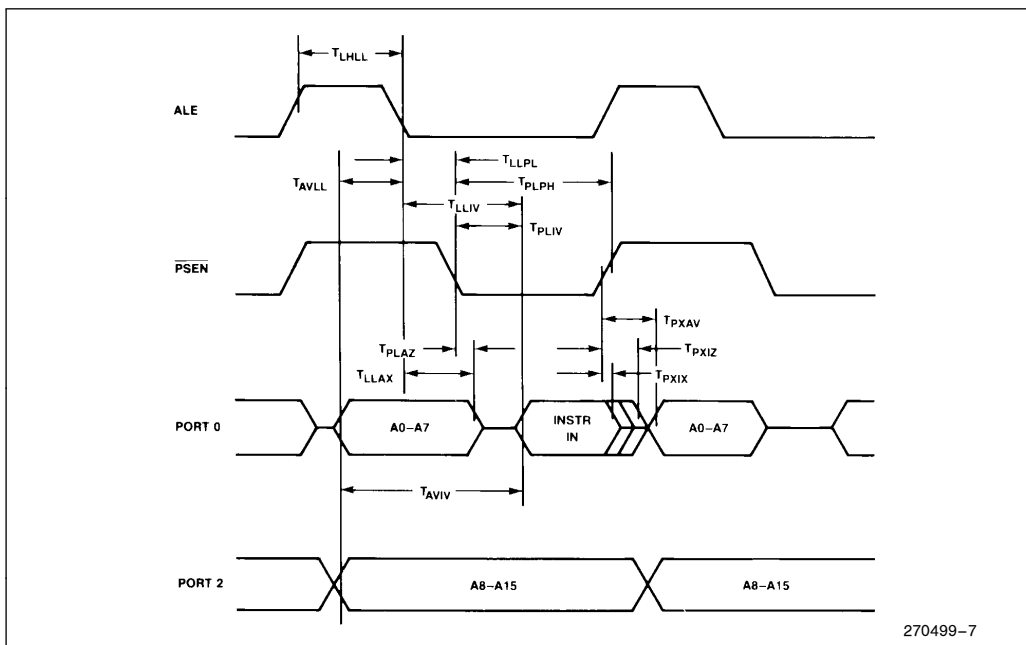 TLHLL
ALE
TLLPL
TAVLL
TPLPH
TLLIV
TPLIV
PSEN
TPXAV
TPLAZ
TPXIZ
TLLAX
TPXIX
PORT 0
A0–A7
INSTR
IN
A0–A7
TAVIV
PORT 2
A8–A15
A8–A15
270499–7